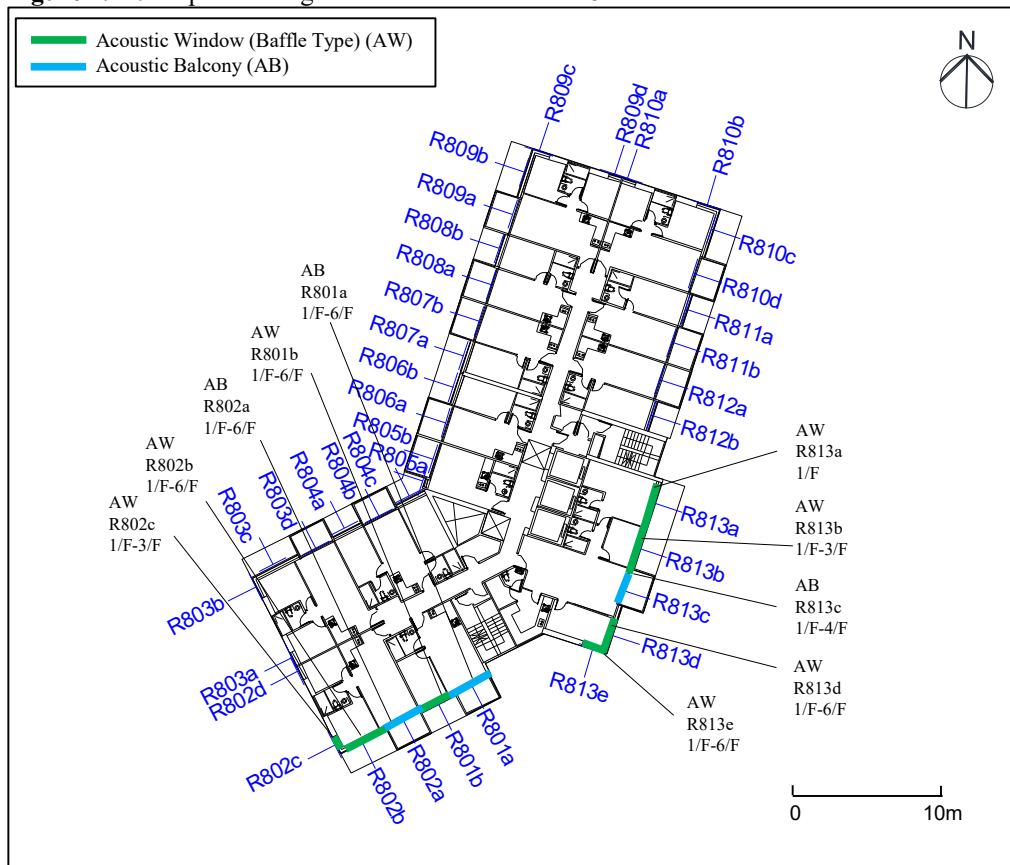 Acoustic Window (Baffle Type) (AW)
Acoustic Balcony (AB)
N
R809c
R809d
R810a
R810b
R809b
R809a
R808b
R808a
R807b
R807a
R806b
R806a
R805b
R805a
R810c
R810d
R811a
R811b
R812a
R812b
AB
R801a
1/F-6/F
AW
R801b
1/F-6/F
AB
R802a
1/F-6/F
AW
R802b
1/F-6/F
AW
R802c
1/F-3/F
R804c
R804b
R804a
R803d
R803c
R803b
R803a
R802d
R802c
R802b
R802a
R801b
R801a
R813a
R813b
R813c
R813d
R813e
AW
R813a
1/F
AW
R813b
1/F-3/F
AB
R813c
1/F-4/F
AW
R813d
1/F-6/F
AW
R813e
1/F-6/F
0 10m